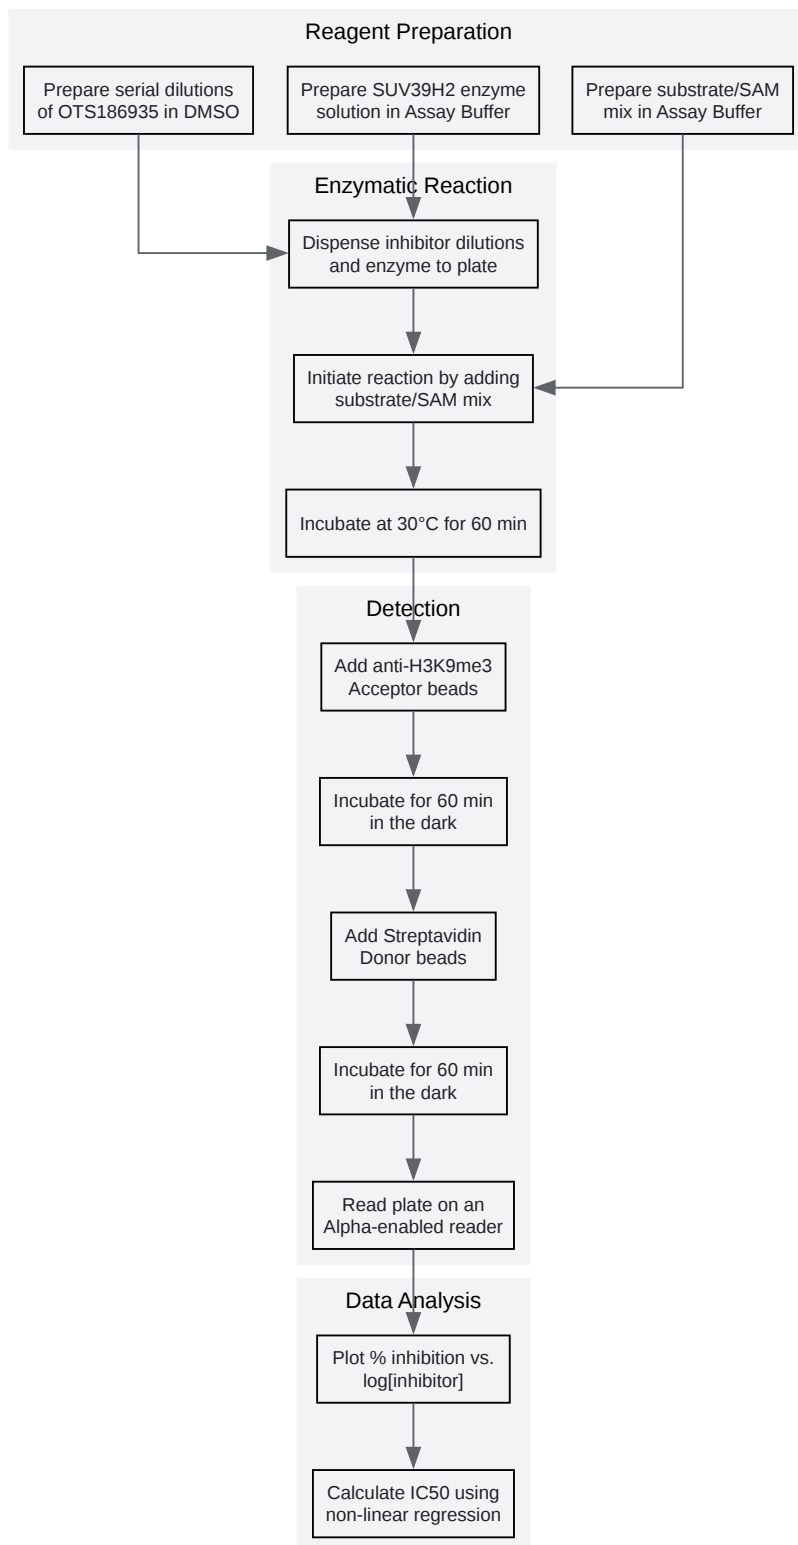 Reagent Preparation
Prepare serial dilutions
of OTS186935 in DMSO
Prepare SUV39H2 enzyme
solution in Assay Buffer
Prepare substrate/SAM
mix in Assay Buffer
Enzymatic Reaction
Dispense inhibitor dilutions
and enzyme to plate
Initiate reaction by adding
substrate/SAM mix
Incubate at 30°C for 60 min
Detection
Add anti-H3K9me3
Acceptor beads
Incubate for 60 min
in the dark
Add Streptavidin
Donor beads
Incubate for 60 min
in the dark
Read plate on an
Alpha-enabled reader
Data Analysis
Plot % inhibition vs.
log[inhibitor]
Calculate IC50 using
non-linear regression